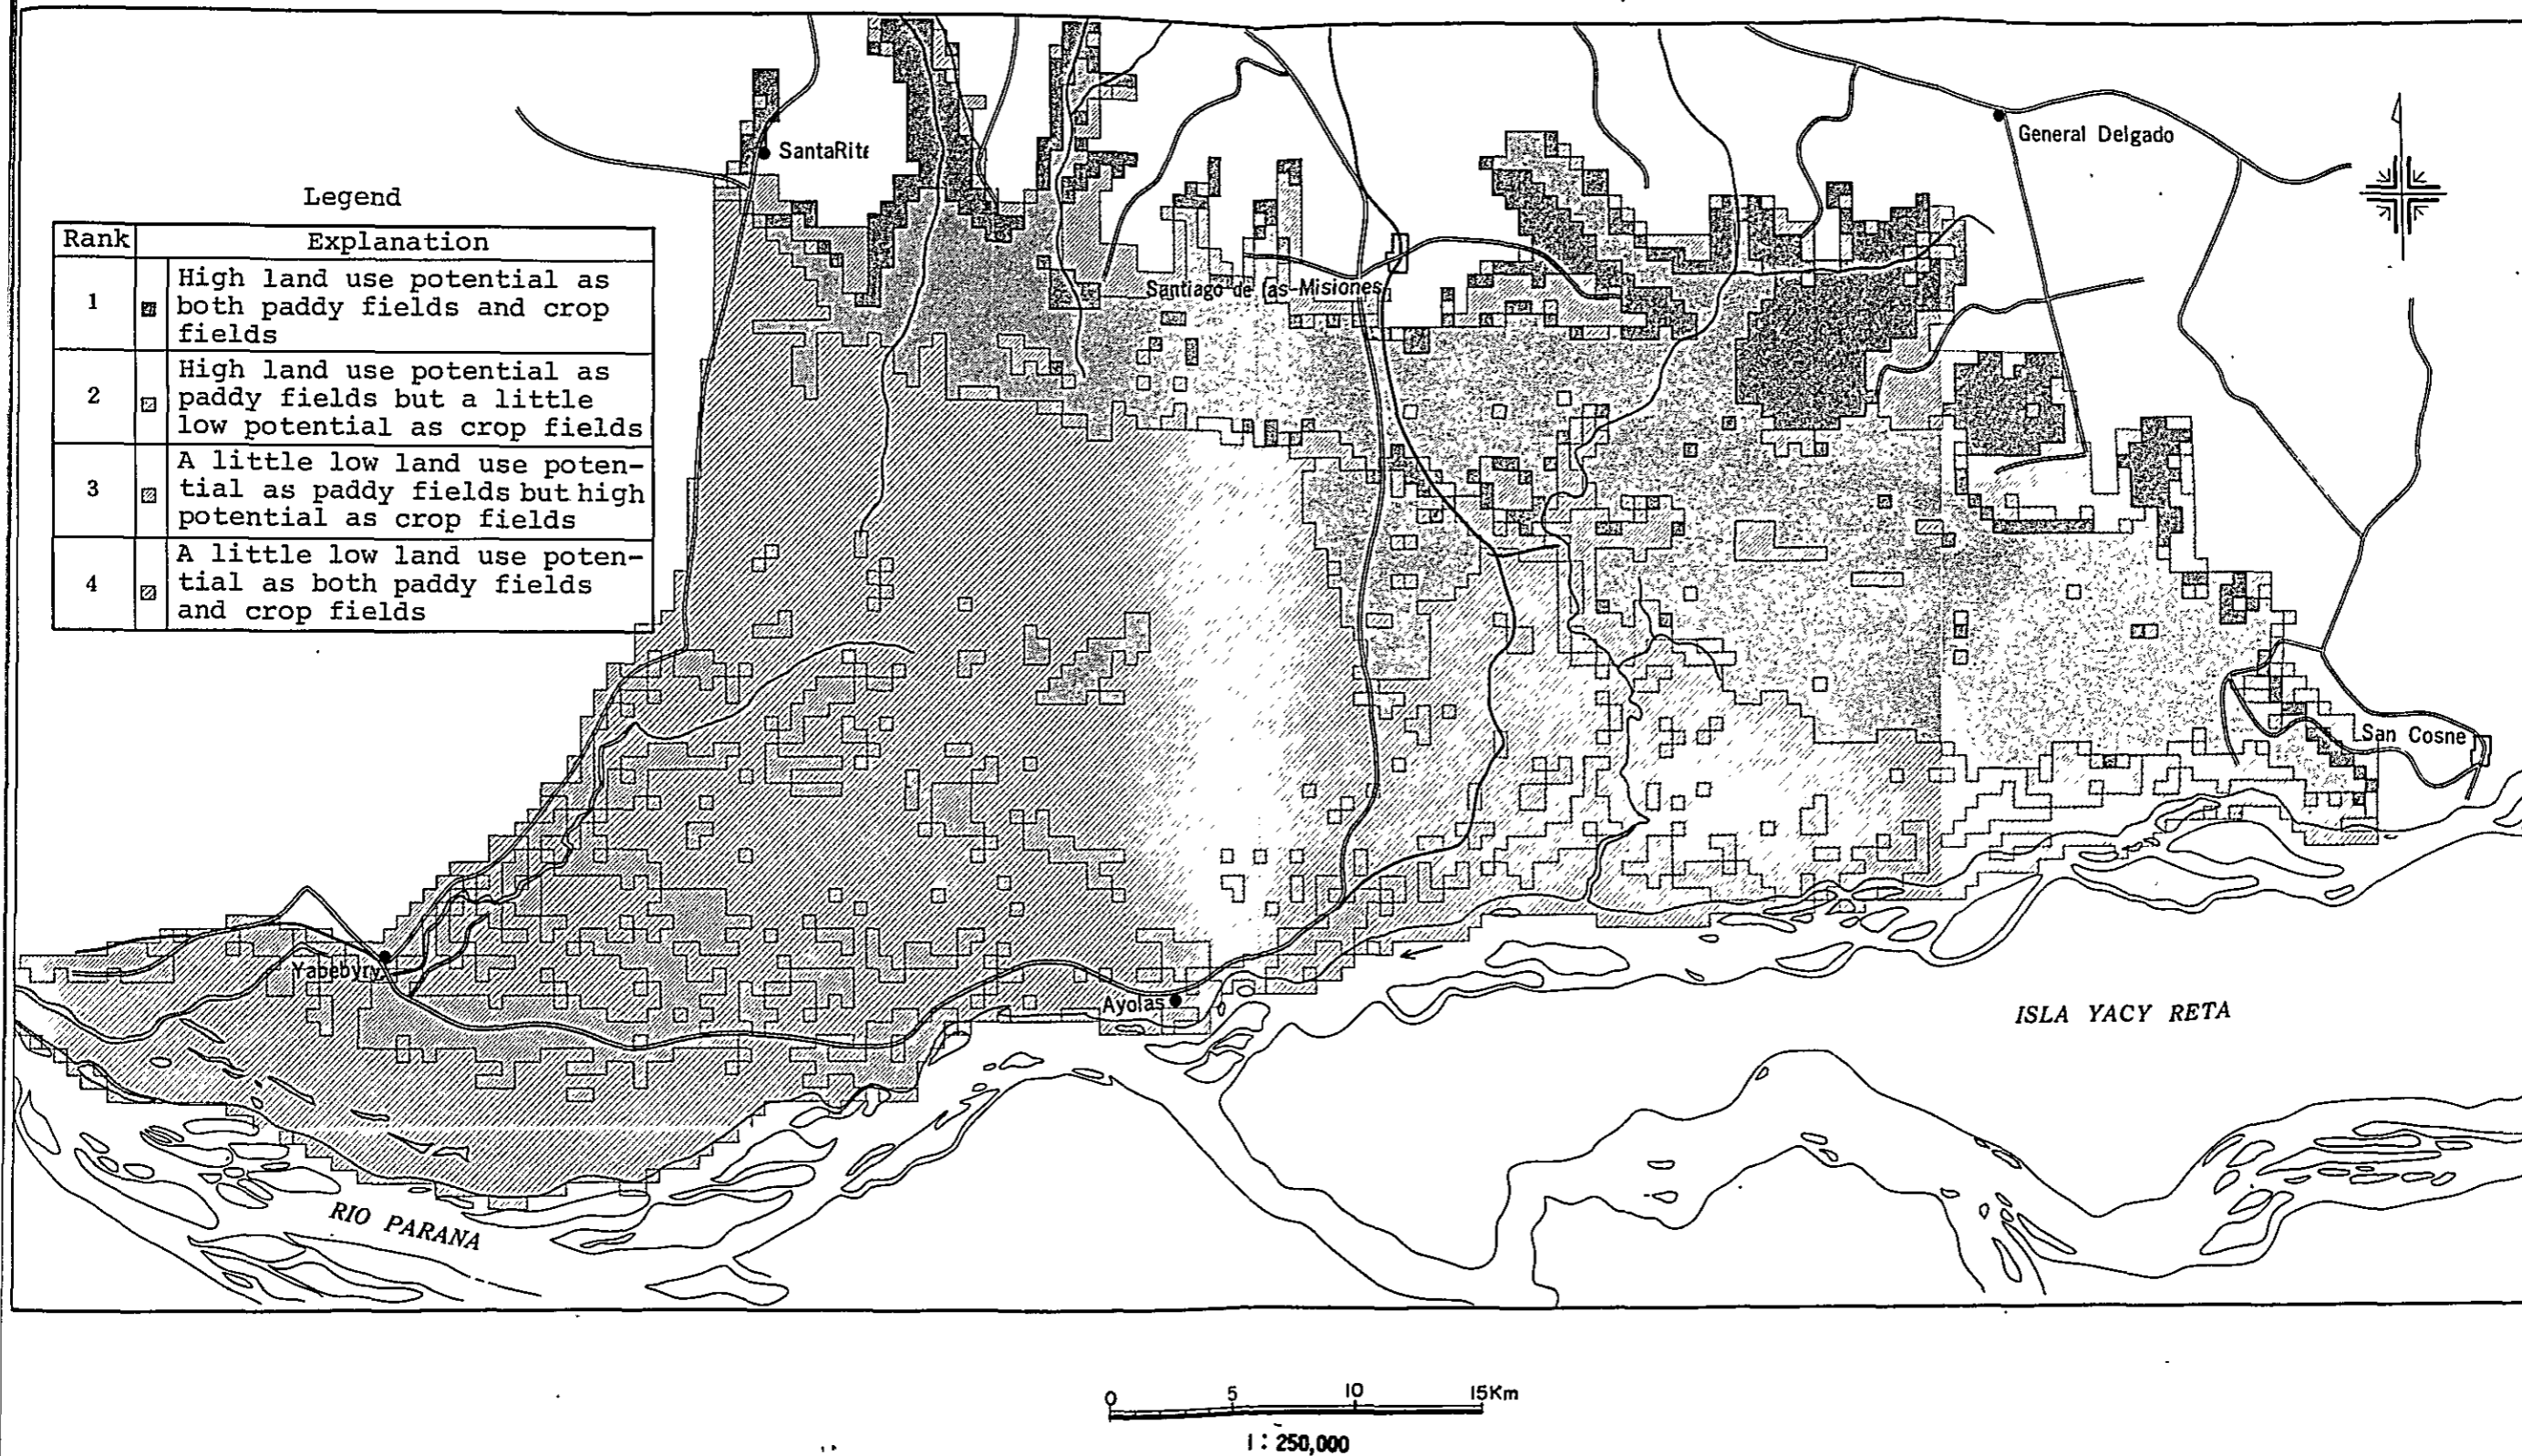 SantaRita
General Delgado
Legend
Rank Explanation
1 High land use potential as
both paddy fields and crop
fields
2 High land use potential as
paddy fields but a little
low potential as crop fields
3 A little low land use poten-
tial as paddy fields but high
potential as crop fields
4 A little low land use poten-
tial as both paddy fields
and crop fields
Santiago de las-Misiones
San Cosne
Yabebyry
Ayolas
ISLA YACY RETA
RIO PARANA
0 5 10 15Km
1 : 250,000